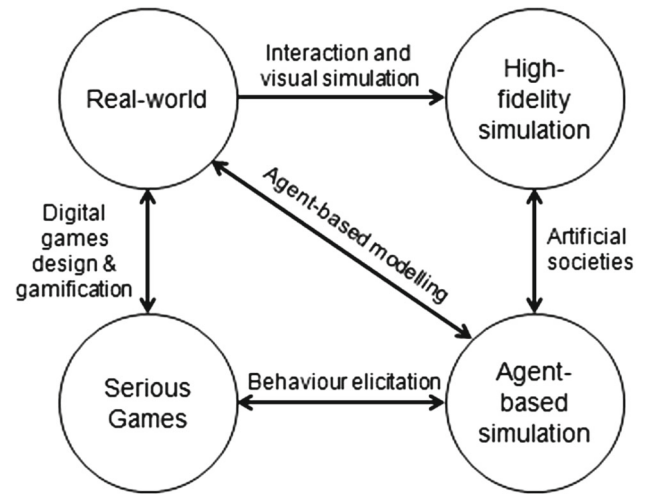 Real-world
Interaction and
visual simulation
High-
fidelity
simulation
Digital
games
design &
gamification
Agent-based modelling
Artificial
societies
Serious
Games
Behaviour elicitation
Agent-
based
simulation